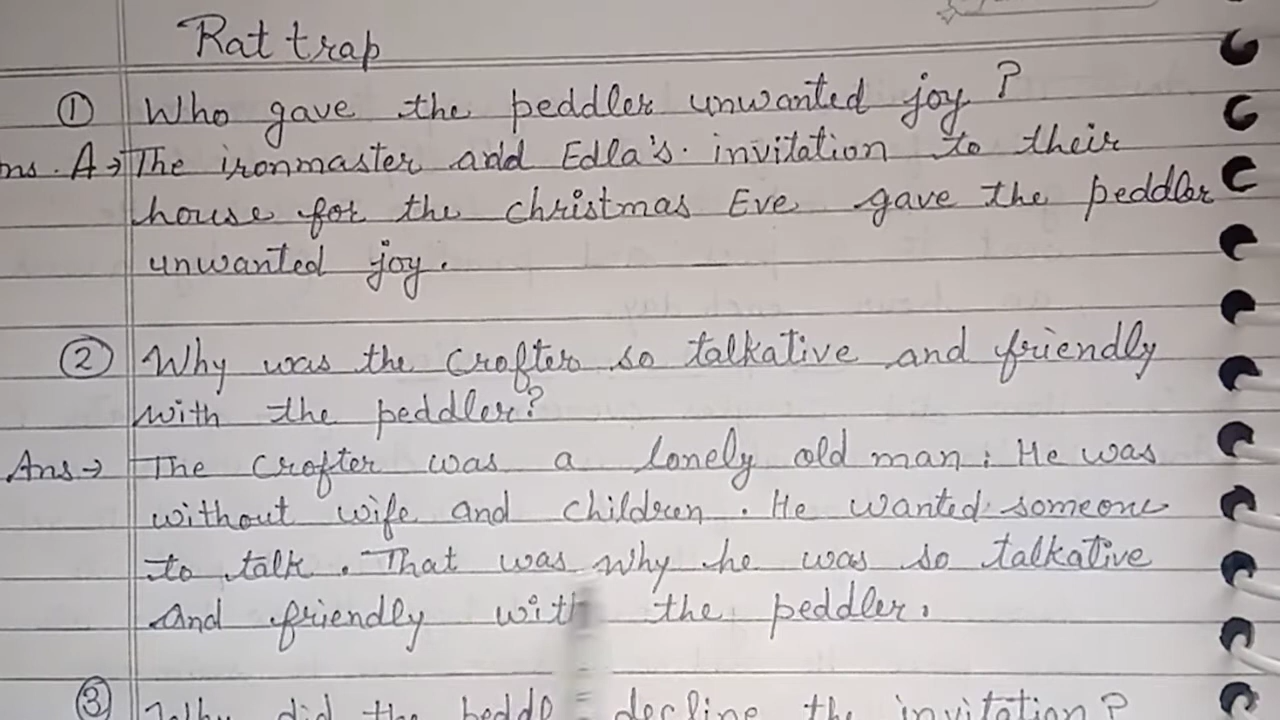 Rat trap
① Who gave the peddler unwanted joy?
Ans. A→ The ironmaster and Edla's invitation to their
house for the christmas Eve gave the peddler
unwanted joy.
② Why was the Crofter so talkative and friendly
with the peddler?
Ans→ The Crofter was a lonely old man. He was
without wife and children. He wanted someone
to talk. That was why he was so talkative
and friendly with the peddler.
③ Why did the decline the invitation?